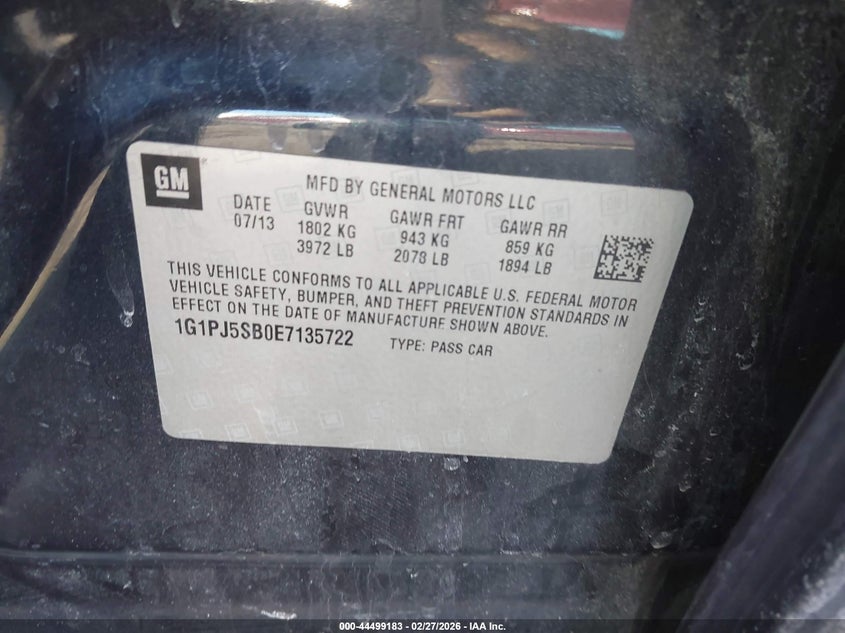 GM
MFD BY GENERAL MOTORS LLC
DATE GVWR GAWR FRT GAWR RR
07/13 1802 KG 943 KG 859 KG
3972 LB 2078 LB 1894 LB
THIS VEHICLE CONFORMS TO ALL APPLICABLE U.S. FEDERAL MOTOR
VEHICLE SAFETY, BUMPER, AND THEFT PREVENTION STANDARDS IN
EFFECT ON THE DATE OF MANUFACTURE SHOWN ABOVE.
1G1PJ5SB0E7135722 TYPE: PASS CAR
000-44499183 - 02/27/2026 - IAA Inc.